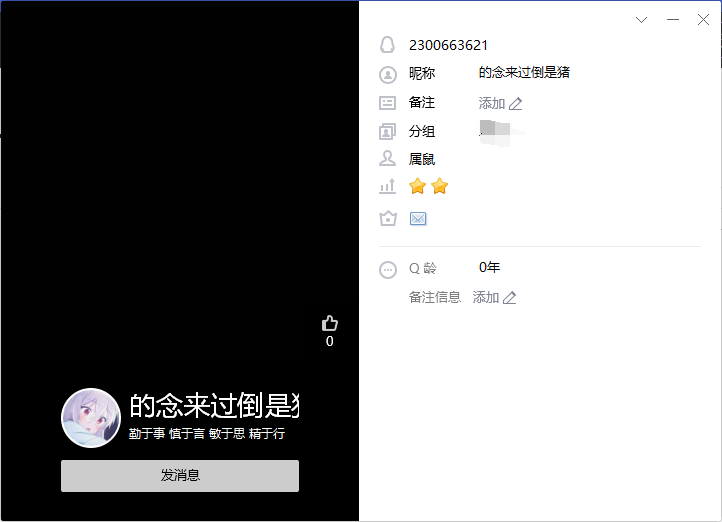 2300663621
昵称 的念来过倒是猪
备注 添加
分组
属鼠
Q 龄 0年
备注信息 添加
0
的念来过倒是猪
勤于事 慎于言 敏于思 精于行
发消息